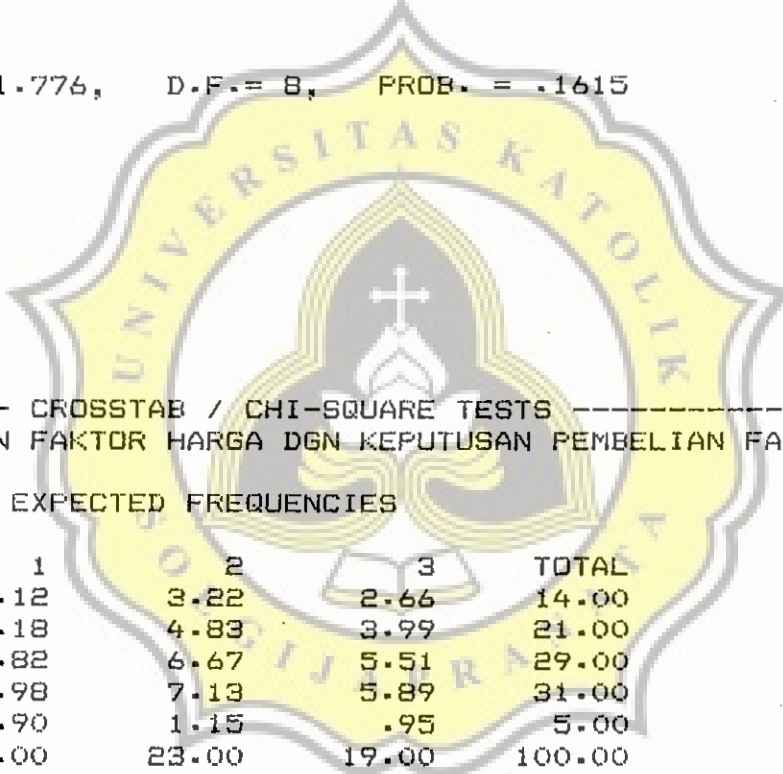 1.776, D.F.= 8, PROB. = .1615
UNIVERSITAS KATOLIK
SOEGIJAPRANATA
- CROSSTAB / CHI-SQUARE TESTS -----------
N FAKTOR HARGA DGN KEPUTUSAN PEMBELIAN FA
EXPECTED FREQUENCIES
1 2 3 TOTAL
.12 3.22 2.66 14.00
.18 4.83 3.99 21.00
.82 6.67 5.51 29.00
.98 7.13 5.89 31.00
.90 1.15 .95 5.00
.00 23.00 19.00 100.00